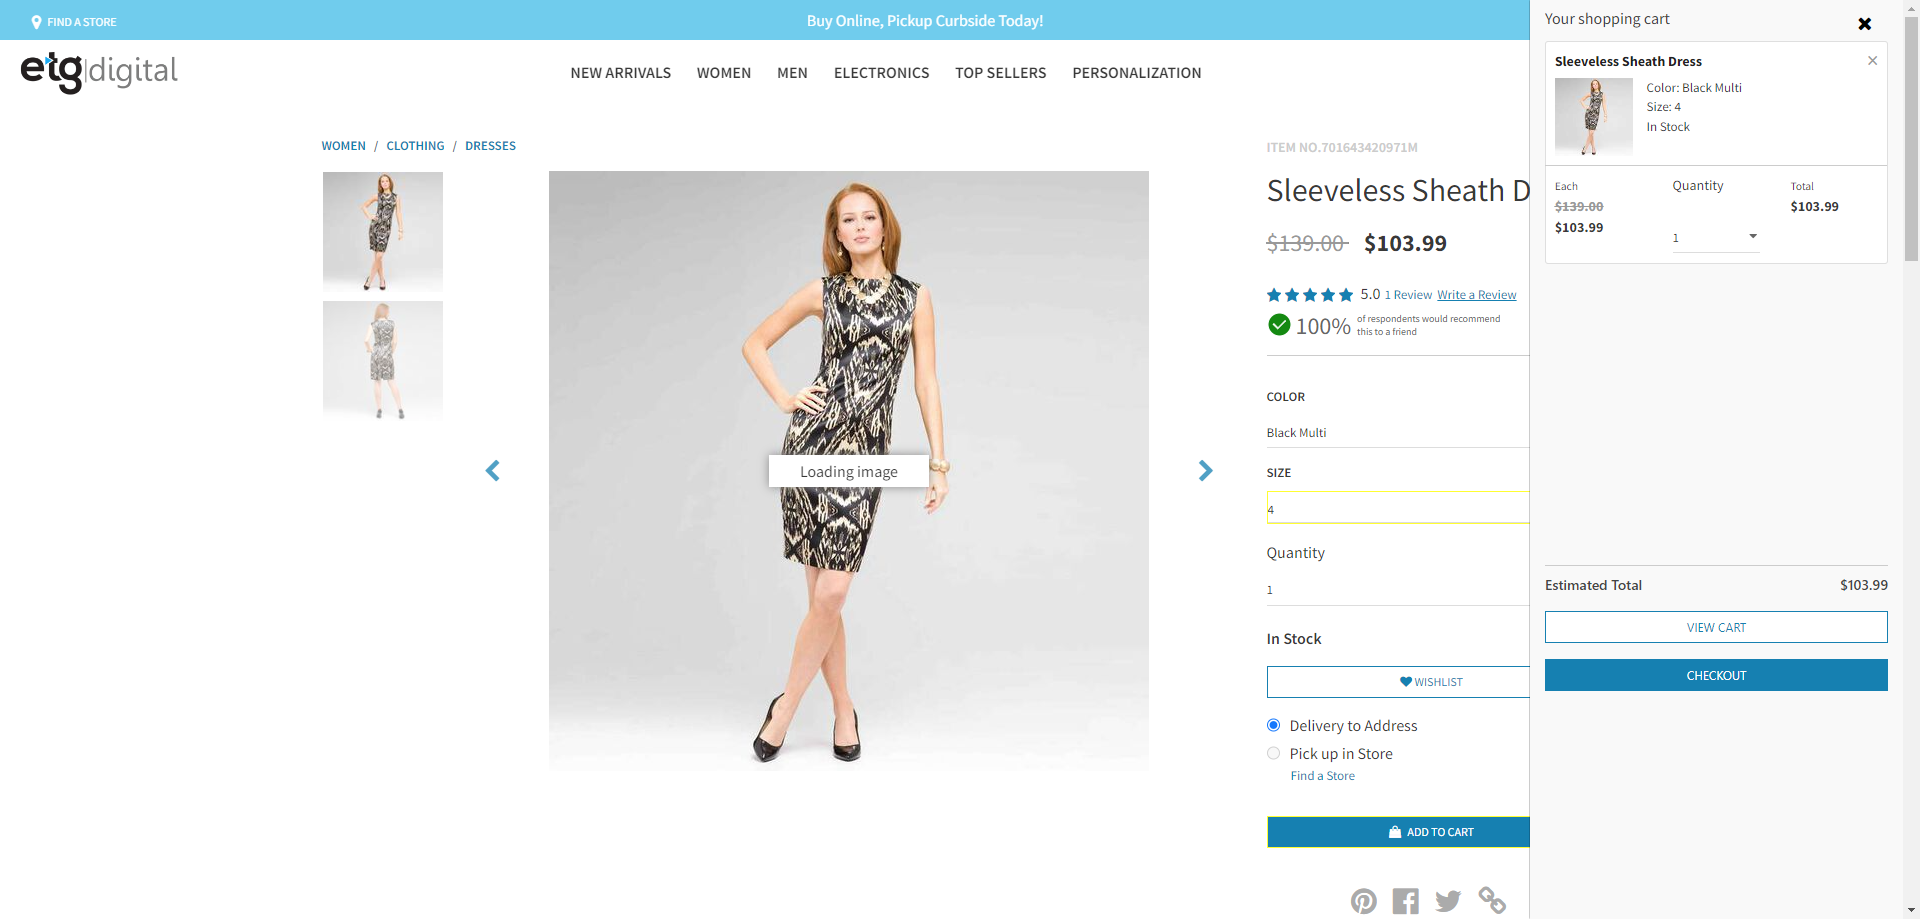 FIND A STORE
Buy Online, Pickup Curbside Today!
etg|digital
NEW ARRIVALS
WOMEN
MEN
ELECTRONICS
TOP SELLERS
PERSONALIZATION
WOMEN / CLOTHING / DRESSES
Loading image
ITEM NO.701643420971M
Sleeveless Sheath D
$139.00 $103.99
5.0 1 Review Write a Review
100%
of respondents would recommend
this to a friend
COLOR
Black Multi
SIZE
4
Quantity
1
In Stock
WISHLIST
Delivery to Address
Pick up in Store
Find a Store
ADD TO CART
Your shopping cart
Sleeveless Sheath Dress
Color: Black Multi
Size: 4
In Stock
Each
$139.00
$103.99
Quantity
1
Total
$103.99
Estimated Total $103.99
VIEW CART
CHECKOUT